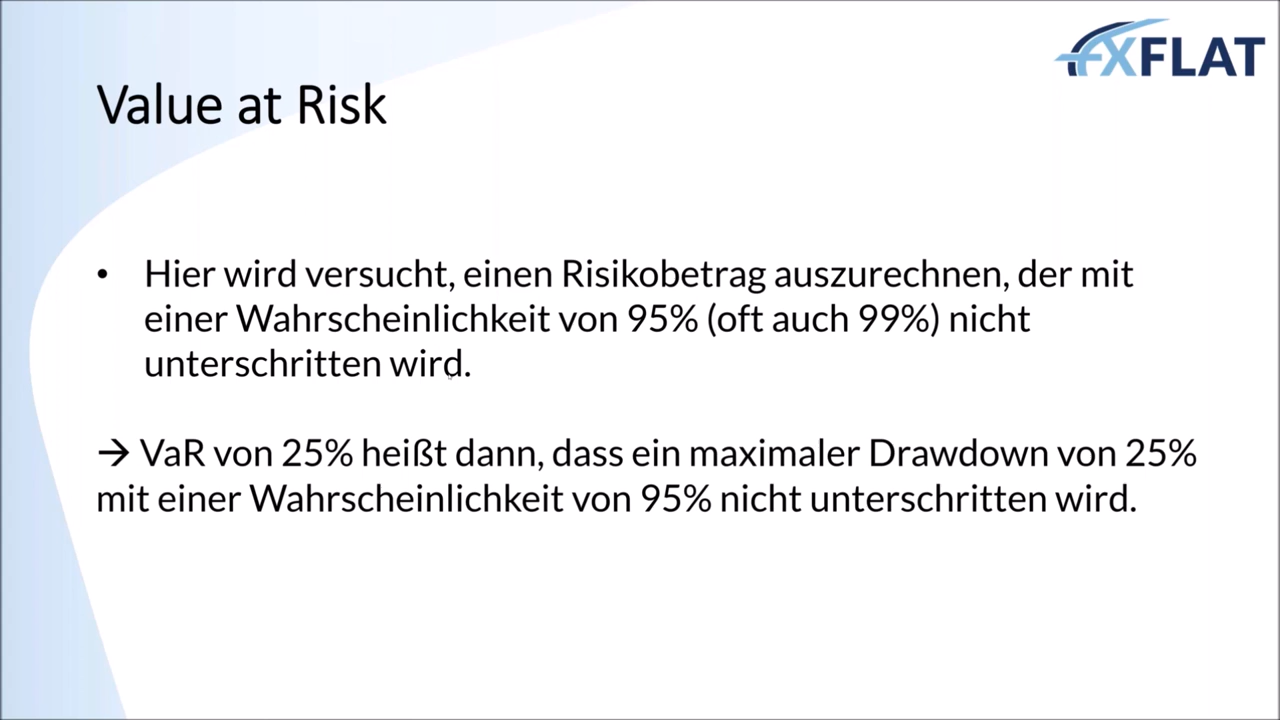 FXFLAT
Value at Risk
• Hier wird versucht, einen Risikobetrag auszurechnen, der mit
einer Wahrscheinlichkeit von 95% (oft auch 99%) nicht
unterschritten wird.
→ VaR von 25% heißt dann, dass ein maximaler Drawdown von 25%
mit einer Wahrscheinlichkeit von 95% nicht unterschritten wird.